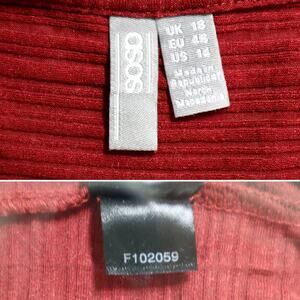 asos
UK 18
EU 46
US 14
Made in
Republic of
North
Macedonia
F102059